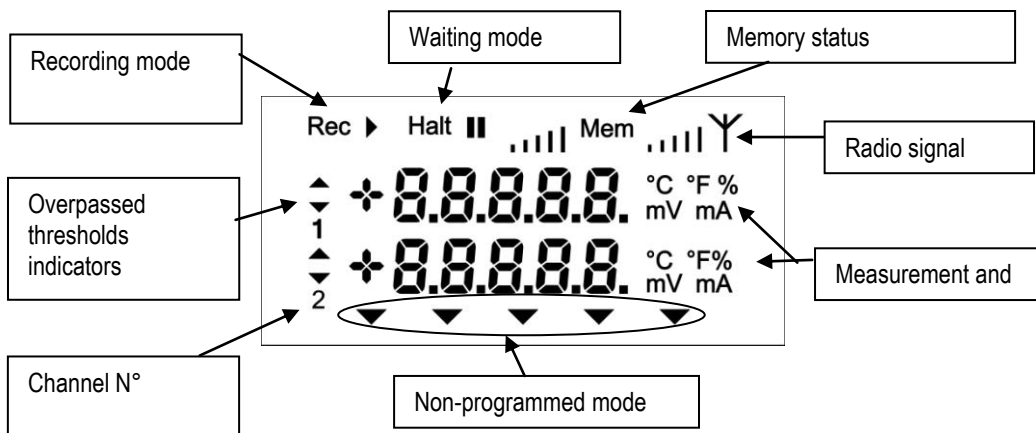 Recording mode
Waiting mode
Memory status
Rec Halt Mem
Radio signal
Overpassed
thresholds
indicators
1
8.8.8.8.8. °C °F %
mV mA
2
8.8.8.8.8. °C °F%
mV mA
Measurement and
Channel N°
Non-programmed mode